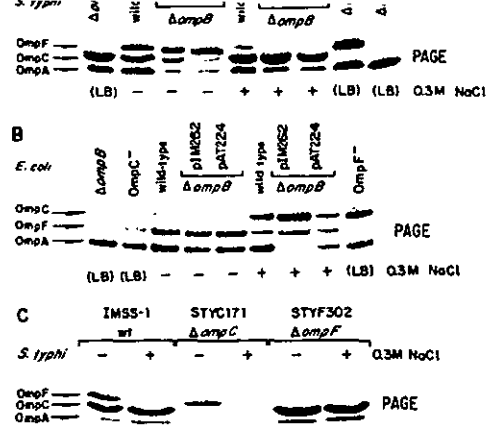 S. typhi
wild
ΔompB
ΔompB
OmpF
OmpC
OmpA
PAGE
(LB) − − − + + + (LB) (LB) 0.3M NaCl
B
E. coli
ΔompB
OmpC−
wild-type
pIM262
pAT224
ΔompB
wild type
pIM262
pAT224
ΔompB
OmpF−
OmpC
OmpF
OmpA
PAGE
(LB) (LB) − − − + + + (LB) 0.3M NaCl
C
IMSS-1 STYC171 STYF302
wt ΔompC ΔompF
S. typhi − + − + − + 0.3M NaCl
OmpF
OmpC
OmpA
PAGE